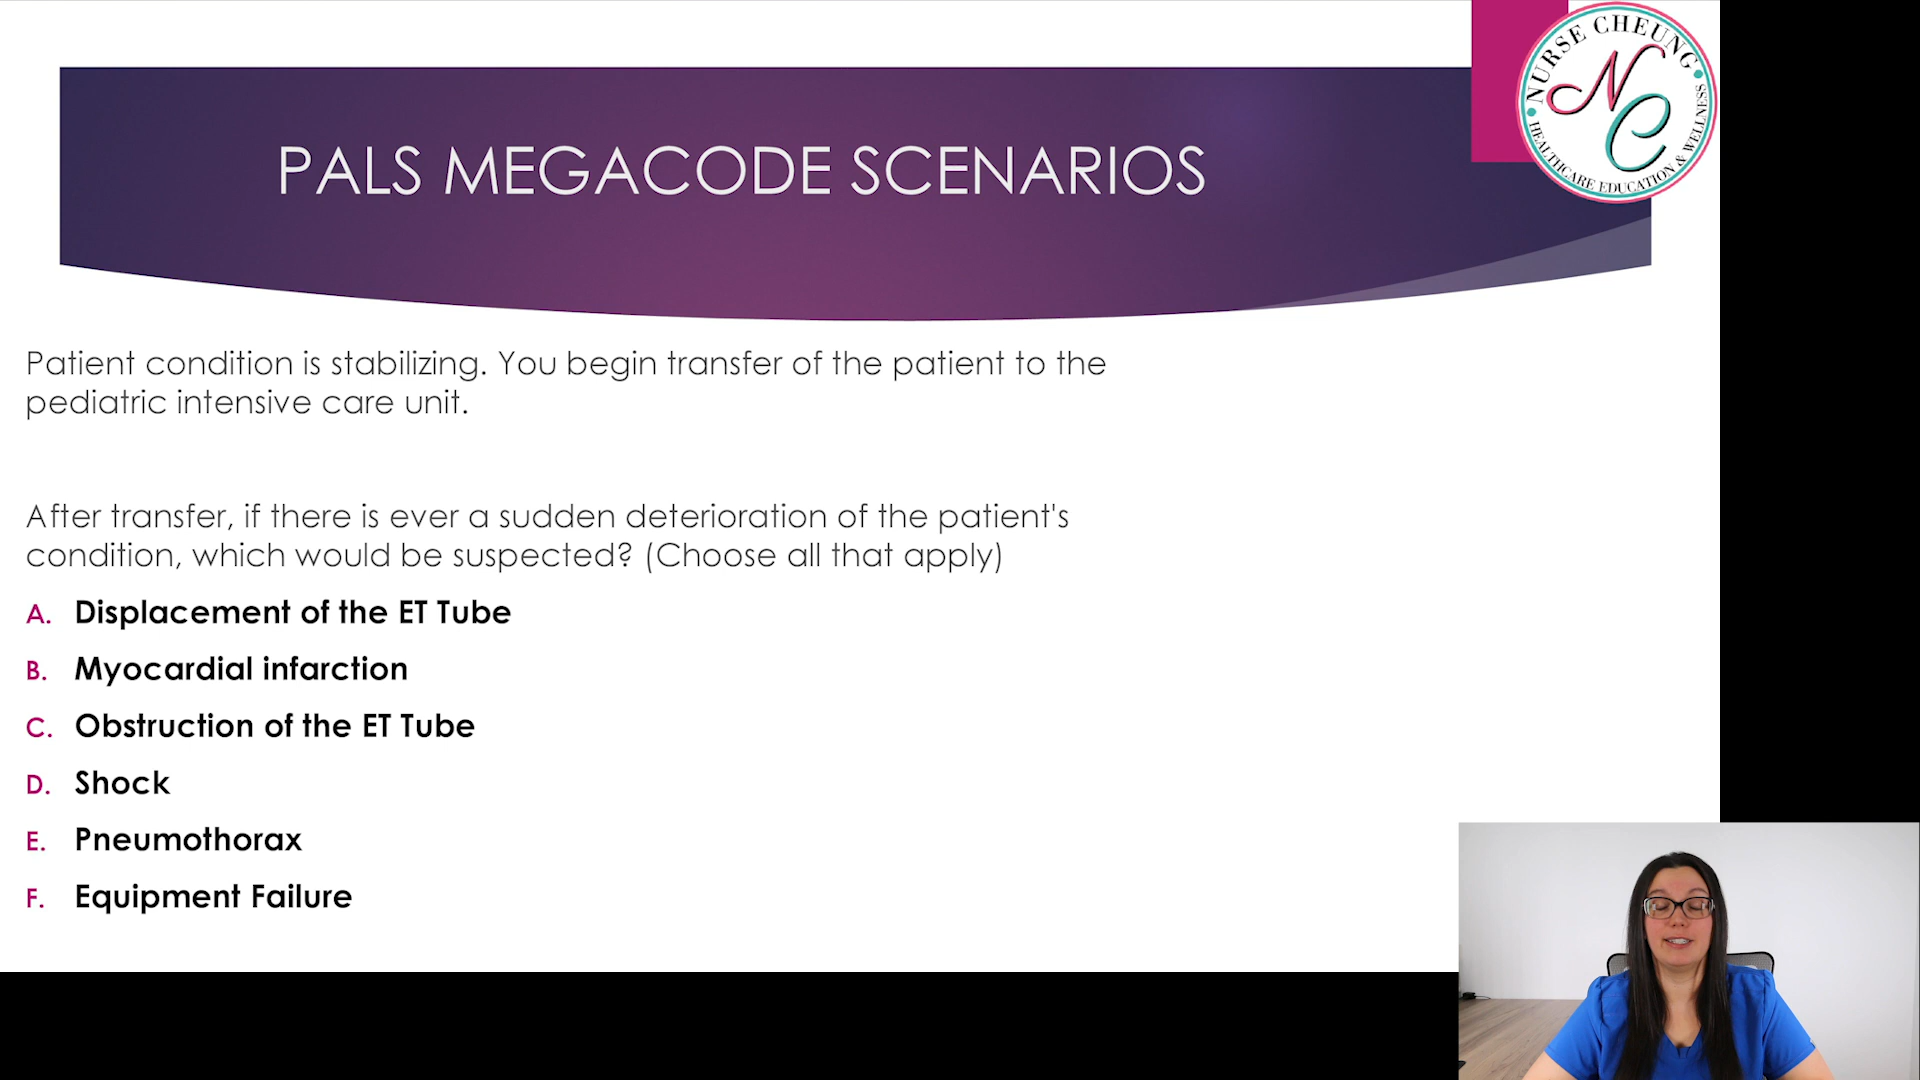 NURSE CHEUNG
NC
HEALTHCARE EDUCATION & WELLNESS
PALS MEGACODE SCENARIOS
Patient condition is stabilizing. You begin transfer of the patient to the
pediatric intensive care unit.
After transfer, if there is ever a sudden deterioration of the patient's
condition, which would be suspected? (Choose all that apply)
A. Displacement of the ET Tube
B. Myocardial infarction
C. Obstruction of the ET Tube
D. Shock
E. Pneumothorax
F. Equipment Failure